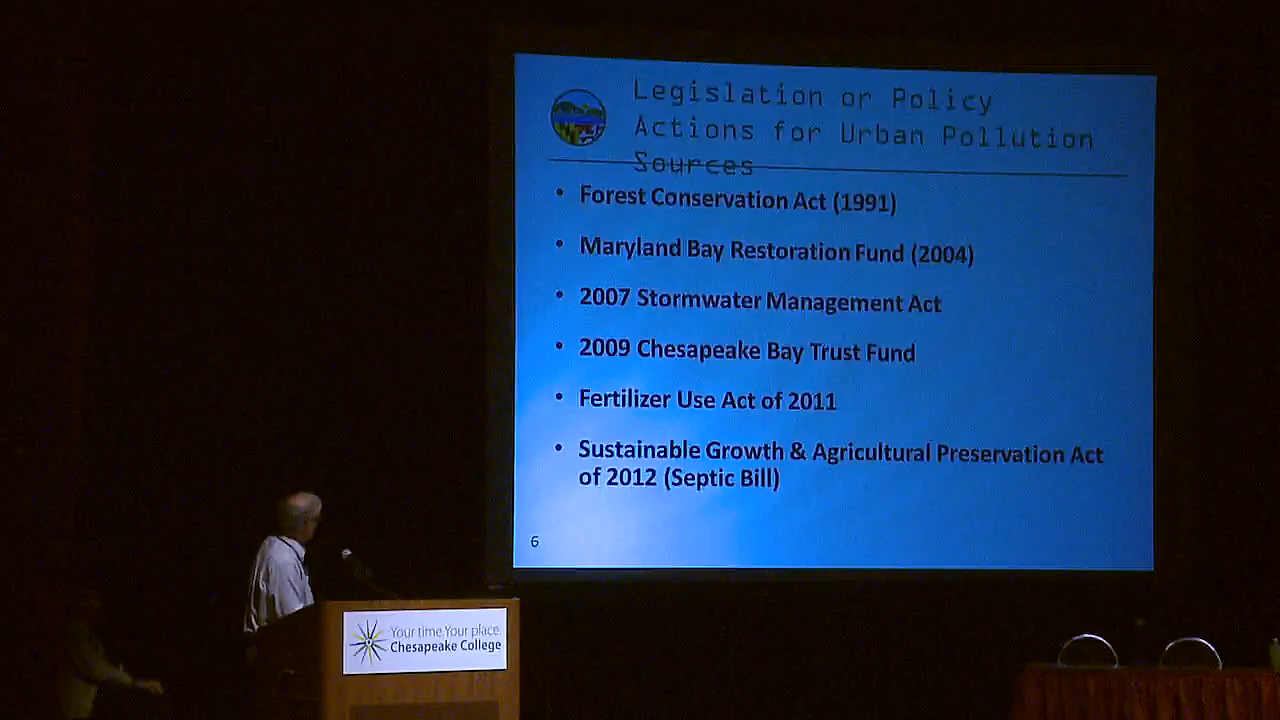 Legislation or Policy
Actions for Urban Pollution
Sources
• Forest Conservation Act (1991)
• Maryland Bay Restoration Fund (2004)
• 2007 Stormwater Management Act
• 2009 Chesapeake Bay Trust Fund
• Fertilizer Use Act of 2011
• Sustainable Growth & Agricultural Preservation Act
of 2012 (Septic Bill)
6
Your time. Your place.
Chesapeake College